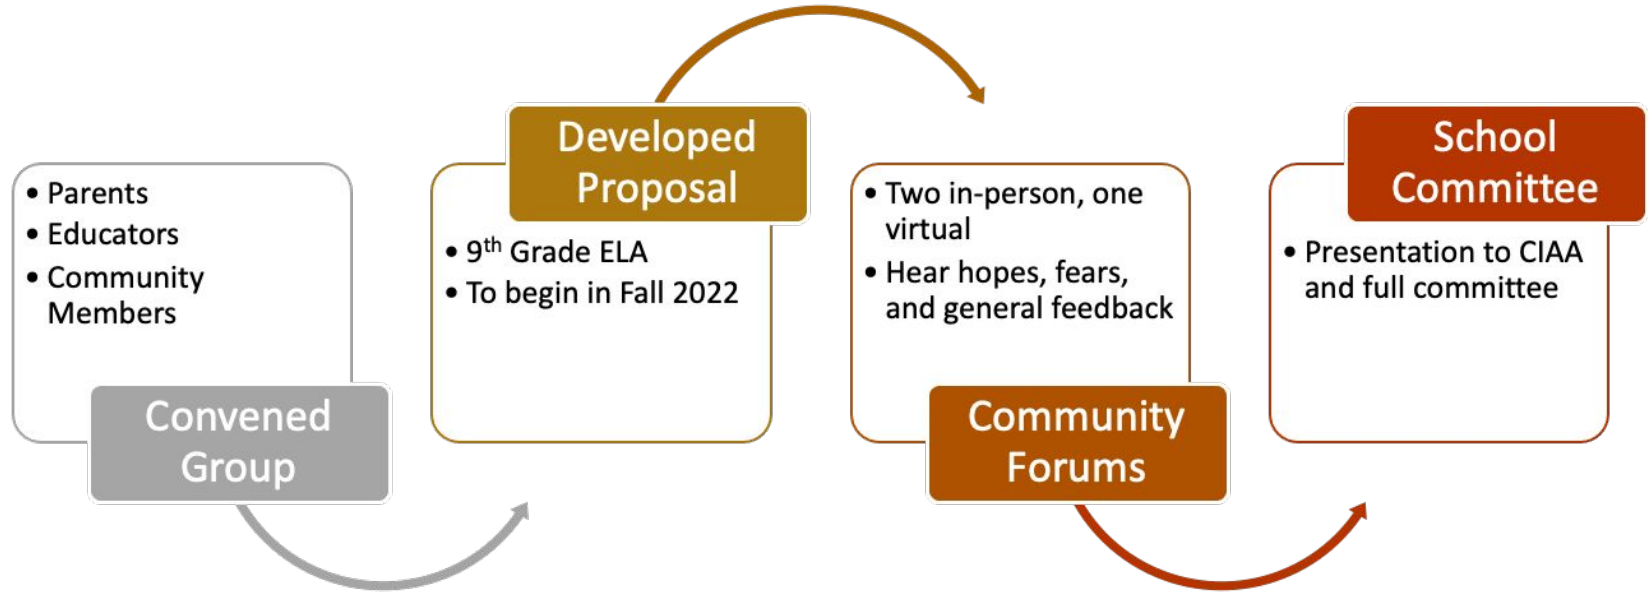 • Parents
• Educators
• Community
Members
Convened
Group
Developed
Proposal
• 9th Grade ELA
• To begin in Fall 2022
• Two in-person, one
virtual
• Hear hopes, fears,
and general feedback
Community
Forums
School
Committee
• Presentation to CIAA
and full committee